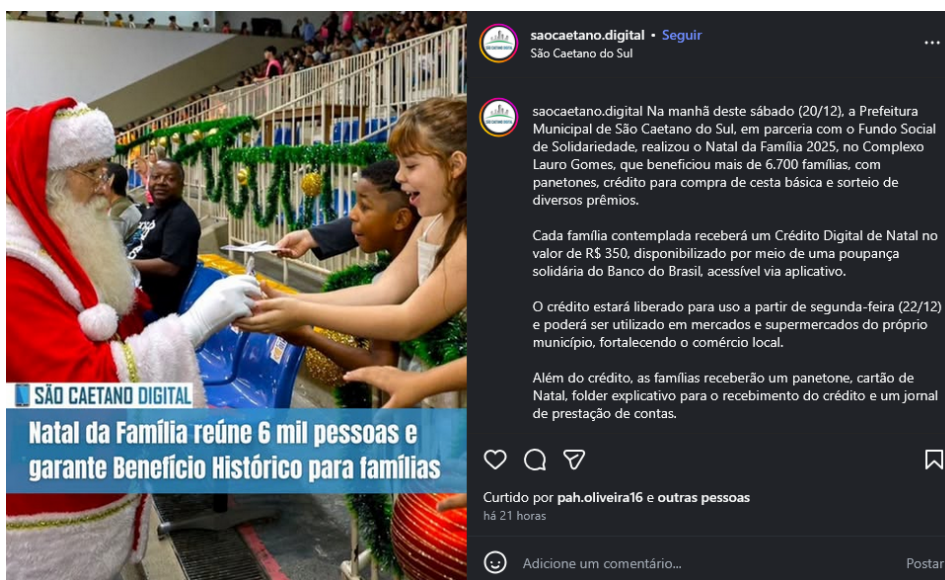 SÃO CAETANO DIGITAL
Natal da Família reúne 6 mil pessoas e
garante Benefício Histórico para famílias
saocaetano.digital • Seguir
São Caetano do Sul
saocaetano.digital Na manhã deste sábado (20/12), a Prefeitura
Municipal de São Caetano do Sul, em parceria com o Fundo Social
de Solidariedade, realizou o Natal da Família 2025, no Complexo
Lauro Gomes, que beneficiou mais de 6.700 famílias, com
panetones, crédito para compra de cesta básica e sorteio de
diversos prêmios.
Cada família contemplada receberá um Crédito Digital de Natal no
valor de R$ 350, disponibilizado por meio de uma poupança
solidária do Banco do Brasil, acessível via aplicativo.
O crédito estará liberado para uso a partir de segunda-feira (22/12)
e poderá ser utilizado em mercados e supermercados do próprio
município, fortalecendo o comércio local.
Além do crédito, as famílias receberão um panetone, cartão de
Natal, folder explicativo para o recebimento do crédito e um jornal
de prestação de contas.
Curtido por pah.oliveira16 e outras pessoas
há 21 horas
Adicione um comentário...
Postar